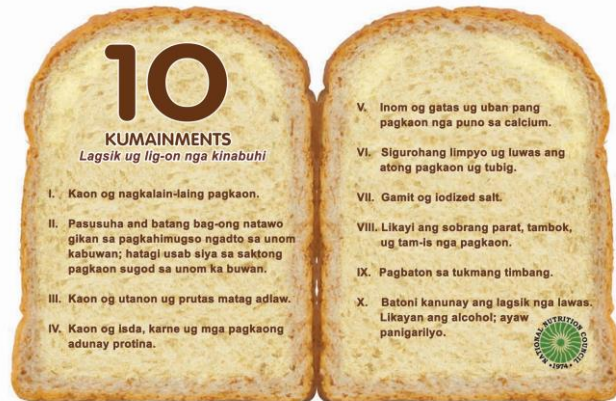 10
KUMAINMENTS
Lagsik ug lig-on nga kinabuhi
I. Kaon og nagkalain-laing pagkaon.
II. Pasusuha and batang bag-ong natawo
gikan sa pagkahimugso ngadto sa unom
kabuwan; hatagi usab siya sa saktong
pagkaon sugod sa unom ka buwan.
III. Kaon og utanon ug prutas matag adlaw.
IV. Kaon og isda, karne ug mga pagkaong
adunay protina.
V. Inom og gatas ug uban pang
pagkaon nga puno sa calcium.
VI. Sigurohang limpyo ug luwas ang
atong pagkaon ug tubig.
VII. Gamit og iodized salt.
VIII. Likayi ang sobrang parat, tambok,
ug tam-is nga pagkaon.
IX. Pagbaton sa tukmang timbang.
X. Batoni kanunay ang lagsik nga lawas.
Likayan ang alcohol; ayaw
panigarilyo.
NATIONAL NUTRITION COUNCIL
•1974•